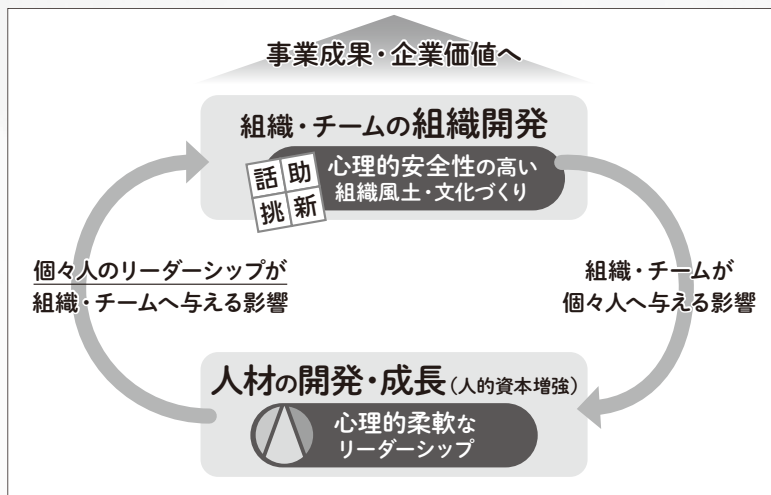 事業成果・企業価値へ
組織・チームの組織開発
話助
挑新
心理的安全性の高い
組織風土・文化づくり
個々人のリーダーシップが
組織・チームへ与える影響
組織・チームが
個々人へ与える影響
人材の開発・成長(人的資本増強)
心理的柔軟な
リーダーシップ